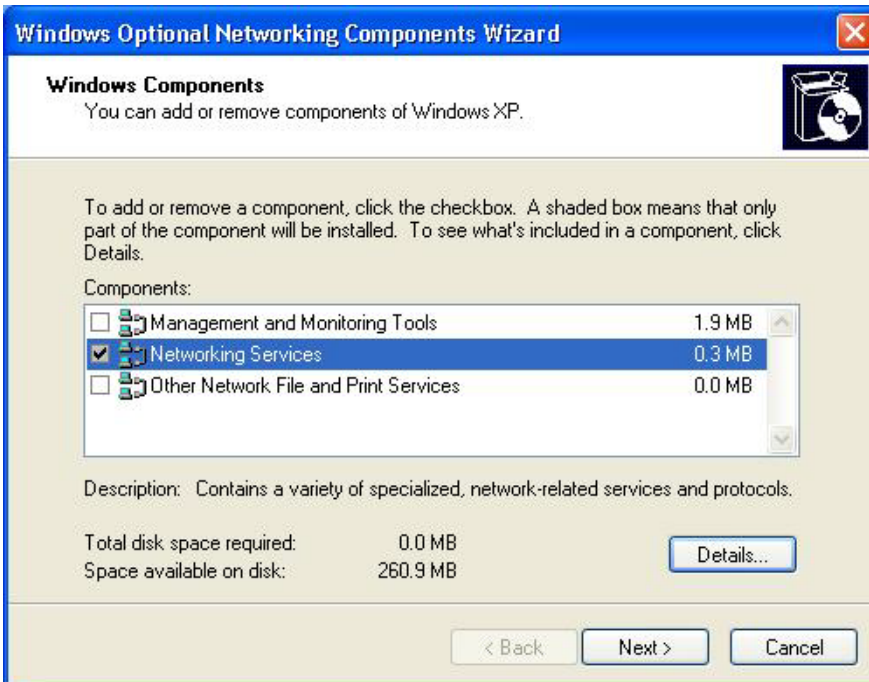 Windows Optional Networking Components Wizard
Windows Components
You can add or remove components of Windows XP.
To add or remove a component, click the checkbox. A shaded box means that only
part of the component will be installed. To see what's included in a component, click
Details.
Components:
Management and Monitoring Tools 1.9 MB
Networking Services 0.3 MB
Other Network File and Print Services 0.0 MB
Description: Contains a variety of specialized, network-related services and protocols.
Total disk space required: 0.0 MB
Space available on disk: 260.9 MB
Details...
< Back Next > Cancel